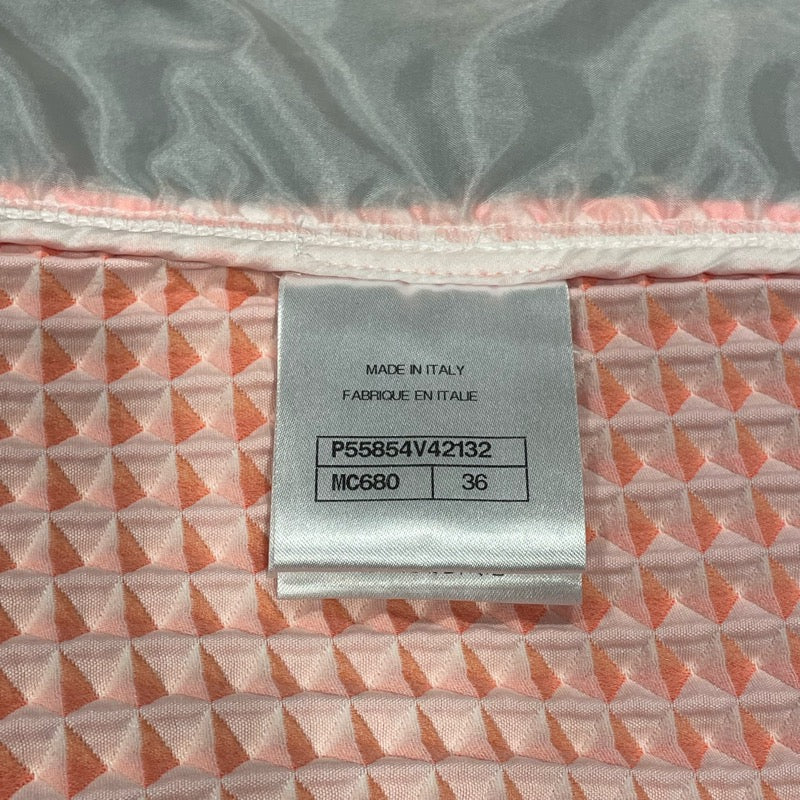 MADE IN ITALY
FABRIQUE EN ITALIE
P55854V42132
MC680 36